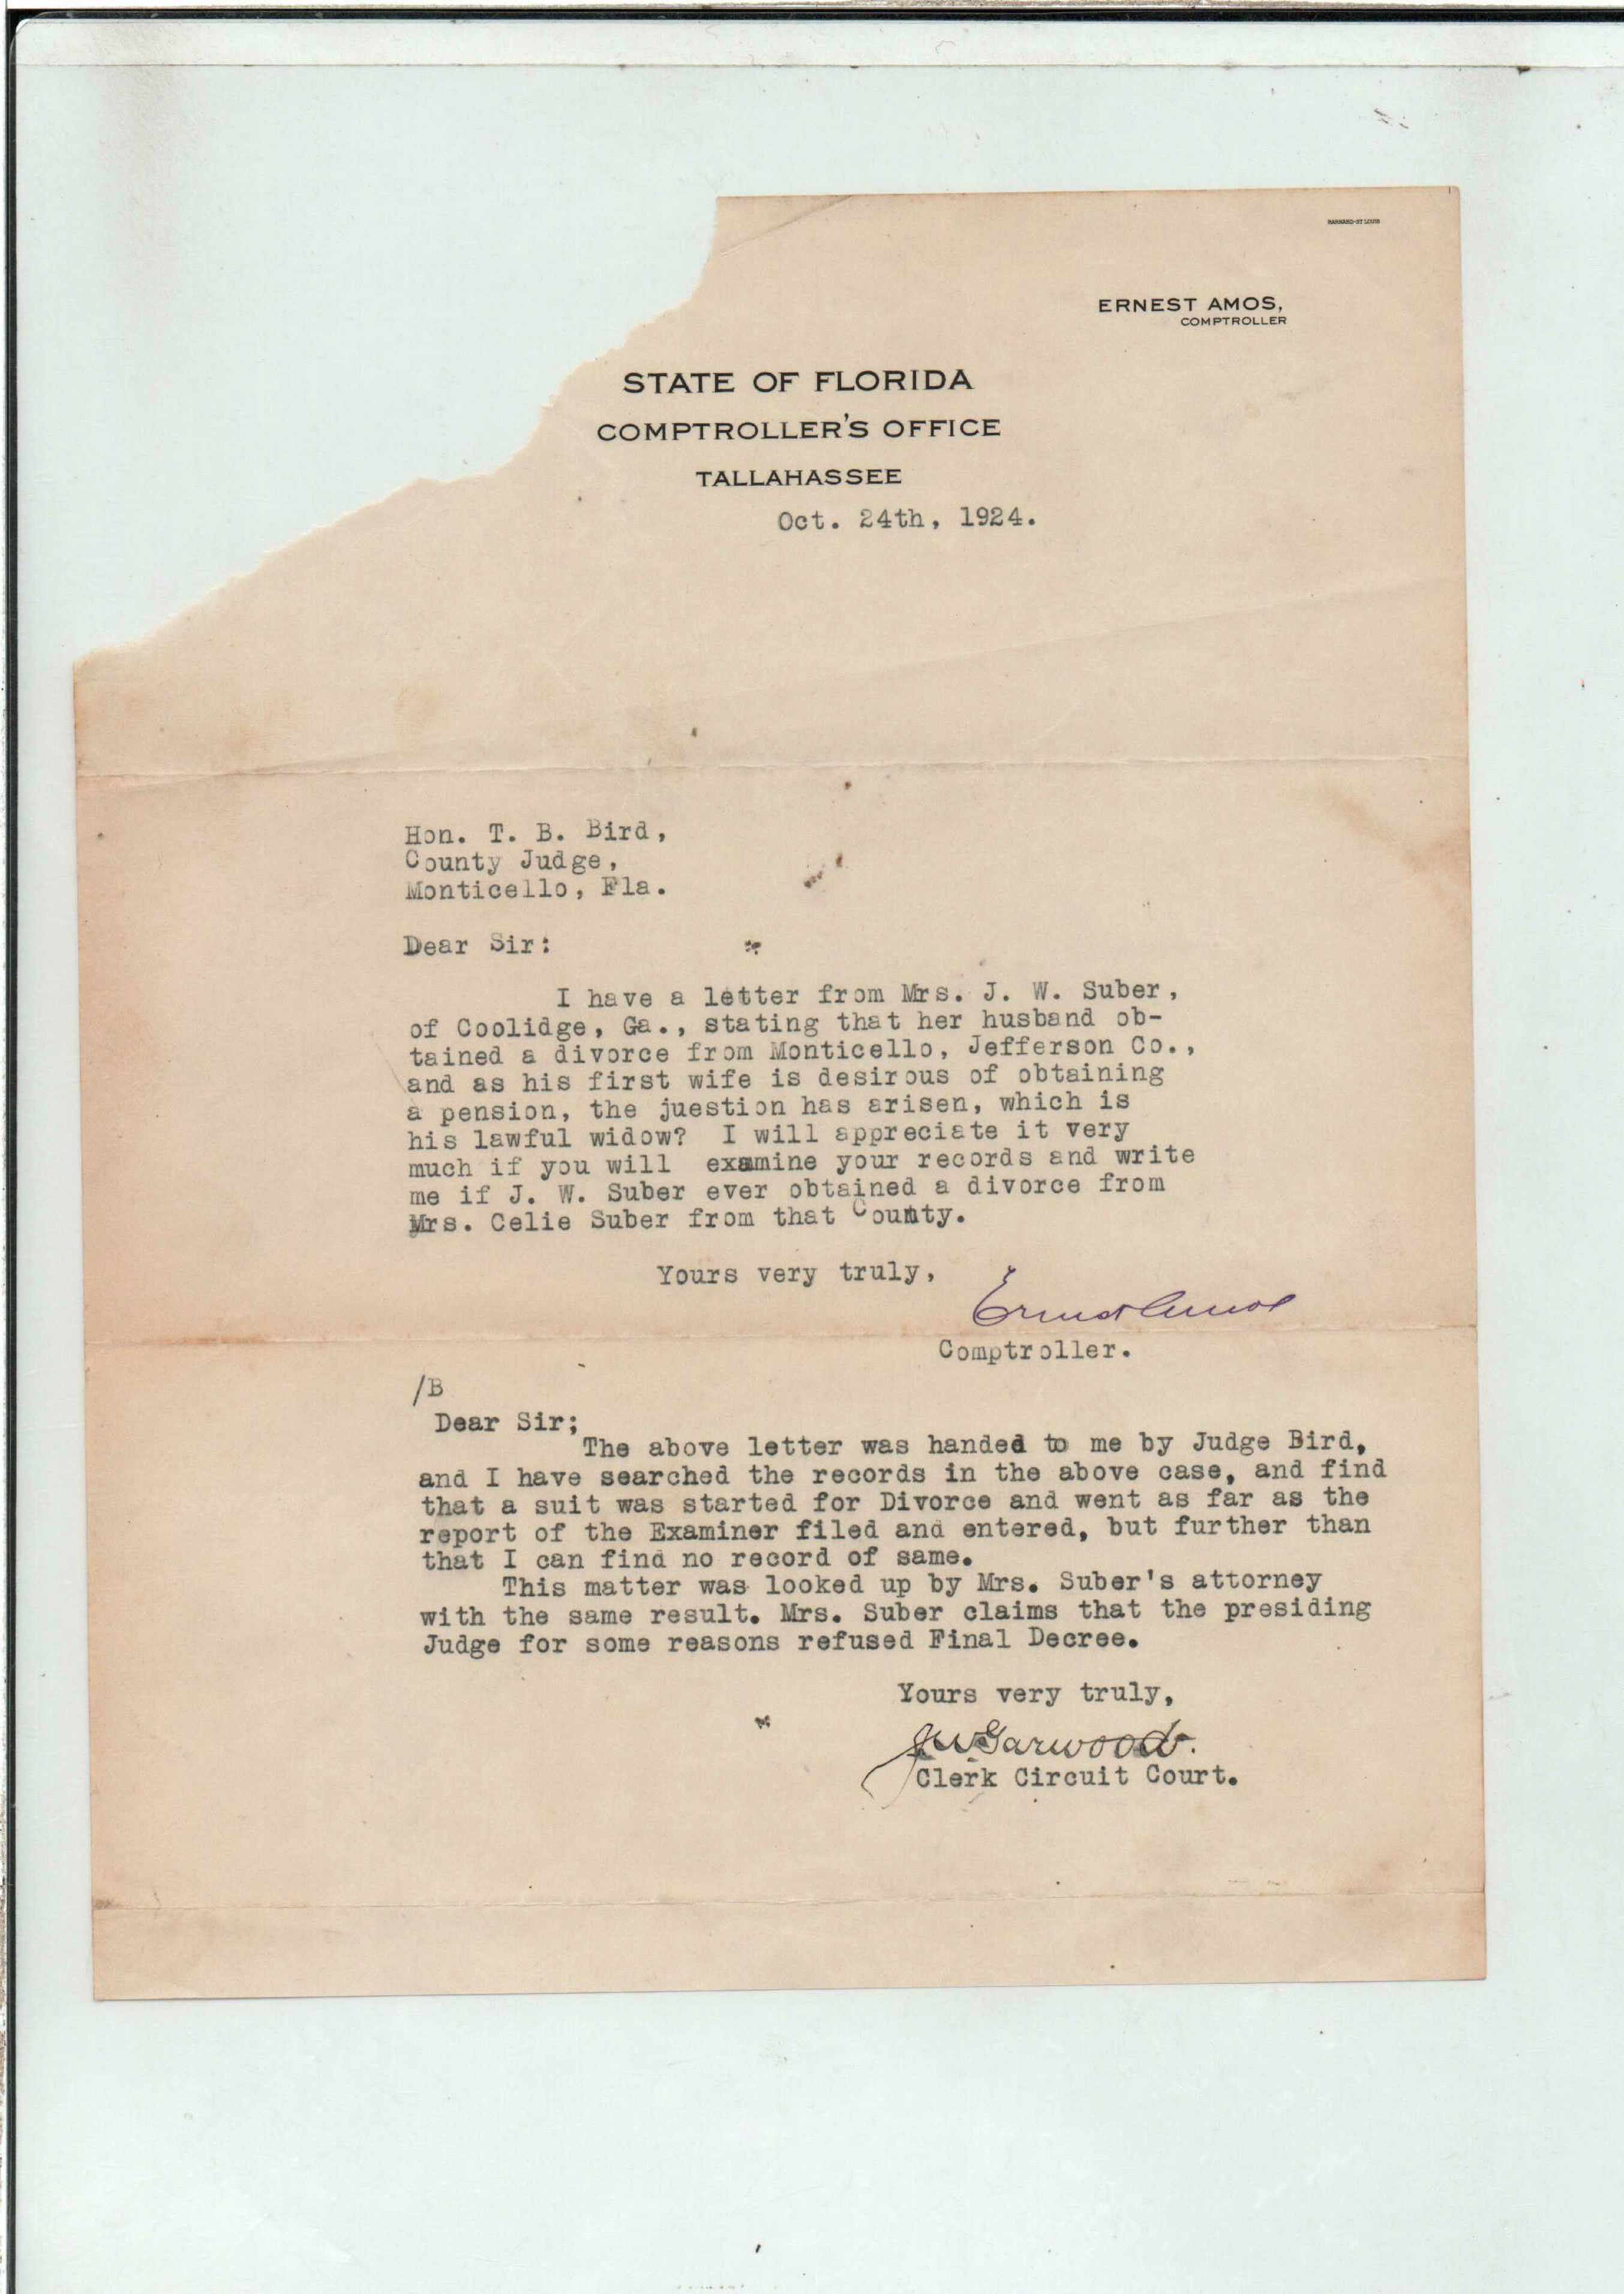 BARNARD-ST LOUIS
ERNEST AMOS,
COMPTROLLER
STATE OF FLORIDA
COMPTROLLER'S OFFICE
TALLAHASSEE
Oct. 24th, 1924.
Hon. T. B. Bird,
County Judge,
Monticello, Fla.
Dear Sir:
I have a letter from Mrs. J. W. Suber,
of Coolidge, Ga., stating that her husband ob-
tained a divorce from Monticello, Jefferson Co.,
and as his first wife is desirous of obtaining
a pension, the juestion has arisen, which is
his lawful widow? I will appreciate it very
much if you will examine your records and write
me if J. W. Suber ever obtained a divorce from
Mrs. Celie Suber from that County.
Yours very truly,
Ernest Amos
Comptroller.
/B
Dear Sir;
The above letter was handed to me by Judge Bird,
and I have searched the records in the above case, and find
that a suit was started for Divorce and went as far as the
report of the Examiner filed and entered, but further than
that I can find no record of same.
This matter was looked up by Mrs. Suber's attorney
with the same result. Mrs. Suber claims that the presiding
Judge for some reasons refused Final Decree.
Yours very truly,
JW Garwood.
Clerk Circuit Court.